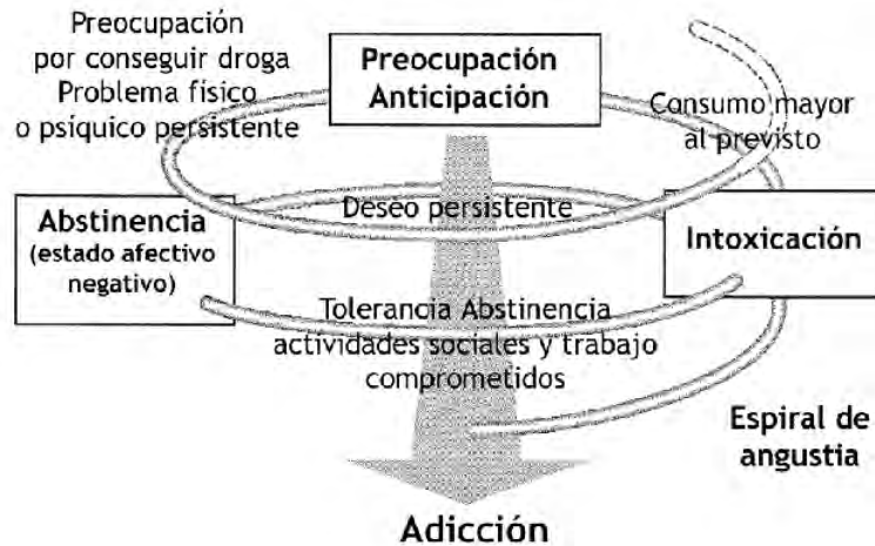 Preocupación
por conseguir droga
Problema físico
o psíquico persistente
Preocupación
Anticipación
Consumo mayor
al previsto
Abstinencia
(estado afectivo
negativo)
Deseo persistente
Intoxicación
Tolerancia Abstinencia
actividades sociales y trabajo
comprometidos
Espiral de
angustia
Adicción